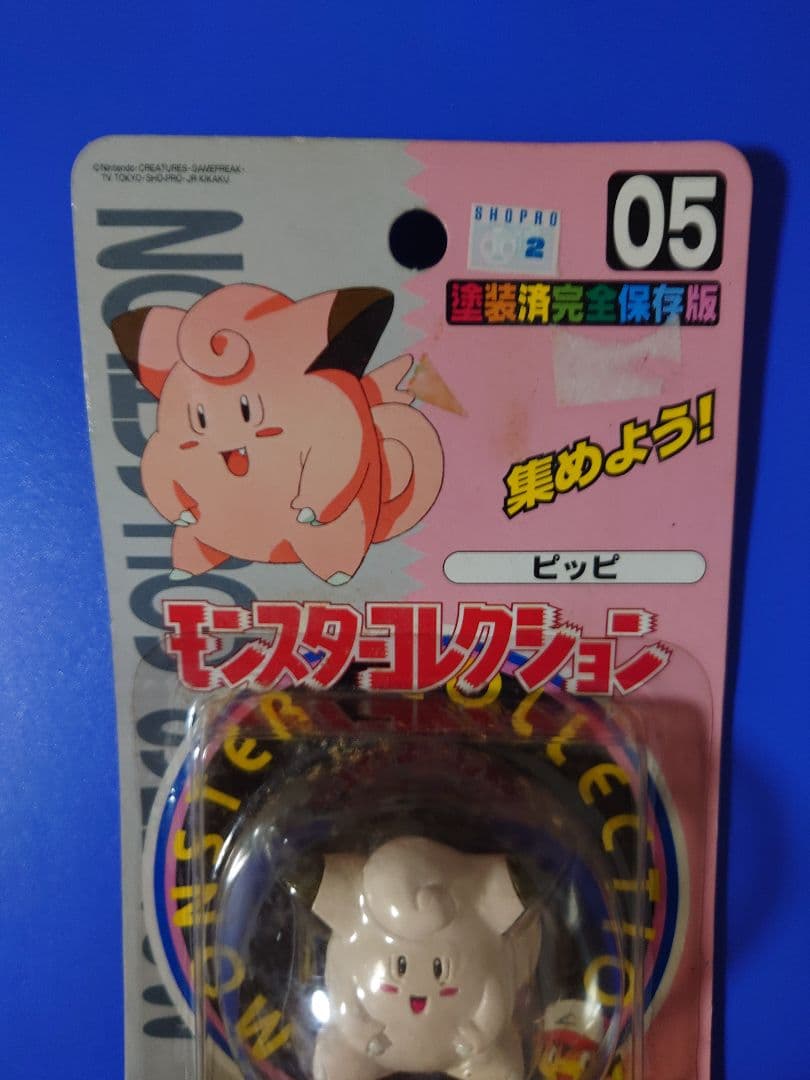 ©Nintendo・CREATURES・GAMEFREAK・
TV TOKYO・SHO-PRO・JR KIKAKU
SHOPRO
2
05
塗装済完全保存版
集めよう!
ピッピ
モンスターコレクション
MONSTER COLLECTIO